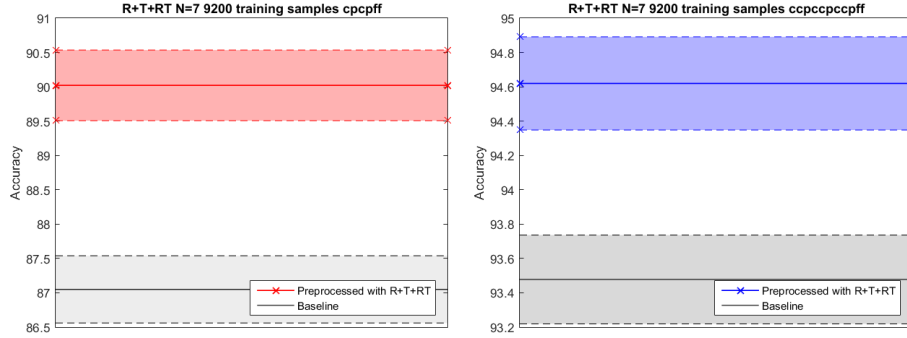 R+T+RT N=7 9200 training samples cpcpff
91
90.5
90
89.5
89
88.5
88
87.5
87
86.5
Accuracy
Preprocessed with R+T+RT
Baseline
R+T+RT N=7 9200 training samples ccpccpccpff
95
94.8
94.6
94.4
94.2
94
93.8
93.6
93.4
93.2
Accuracy
Preprocessed with R+T+RT
Baseline